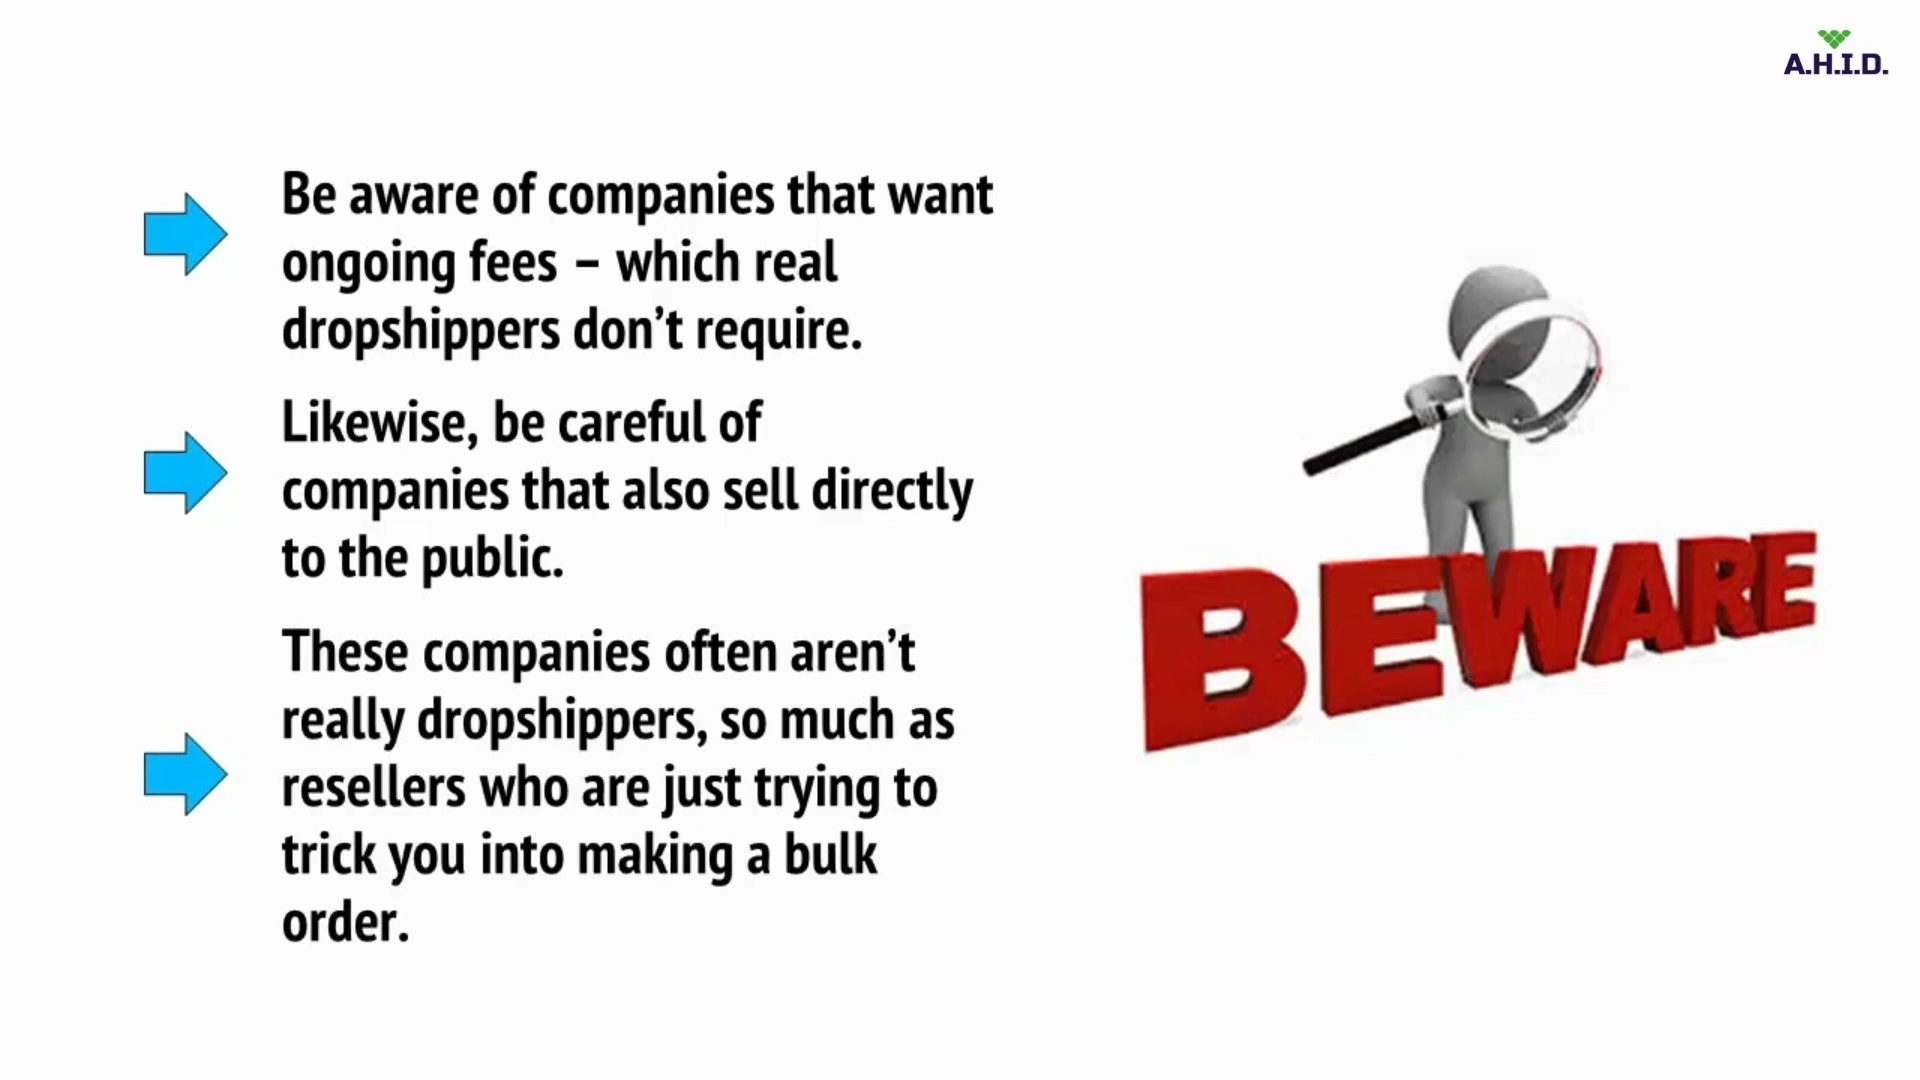 A.H.I.D.
Be aware of companies that want
ongoing fees – which real
dropshippers don’t require.
Likewise, be careful of
companies that also sell directly
to the public.
These companies often aren’t
really dropshippers, so much as
resellers who are just trying to
trick you into making a bulk
order.
BEWARE